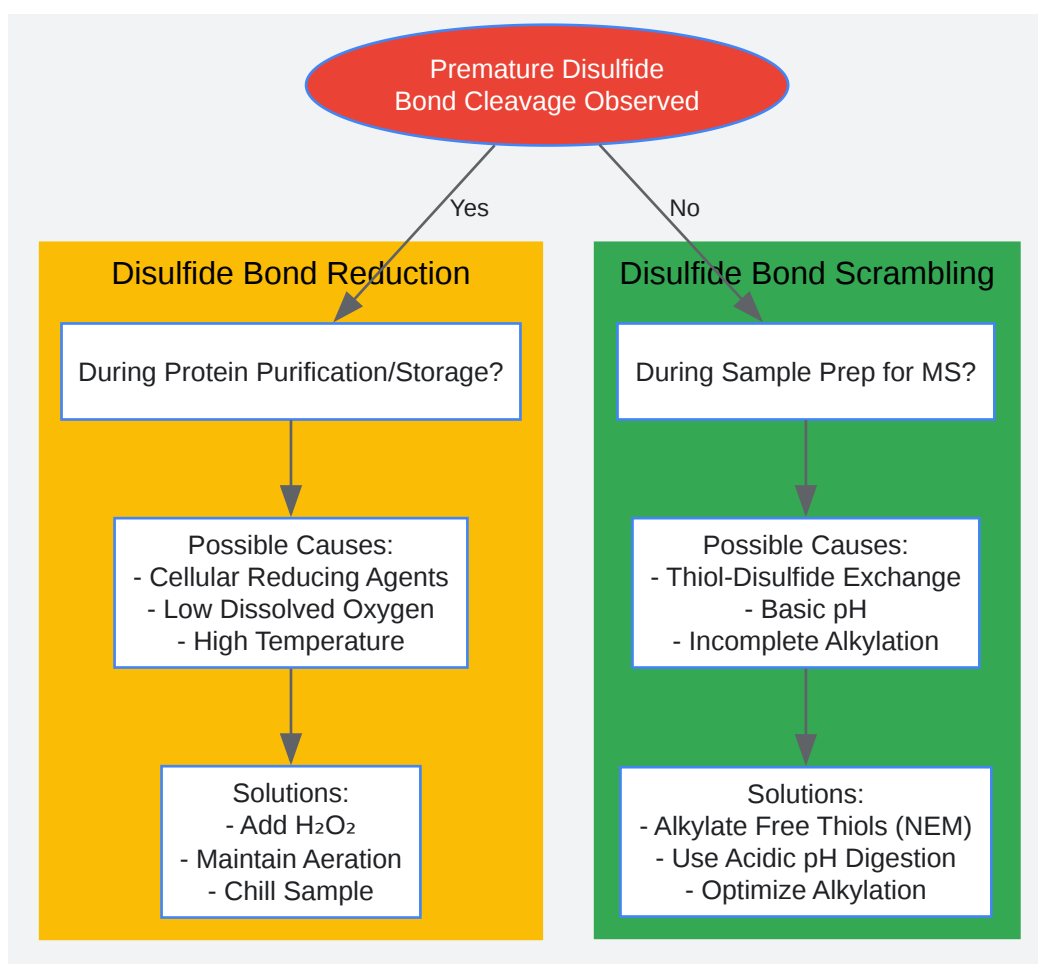 Premature Disulfide
Bond Cleavage Observed
Yes
No
Disulfide Bond Reduction
During Protein Purification/Storage?
Possible Causes:
- Cellular Reducing Agents
- Low Dissolved Oxygen
- High Temperature
Solutions:
- Add H₂O₂
- Maintain Aeration
- Chill Sample
Disulfide Bond Scrambling
During Sample Prep for MS?
Possible Causes:
- Thiol-Disulfide Exchange
- Basic pH
- Incomplete Alkylation
Solutions:
- Alkylate Free Thiols (NEM)
- Use Acidic pH Digestion
- Optimize Alkylation